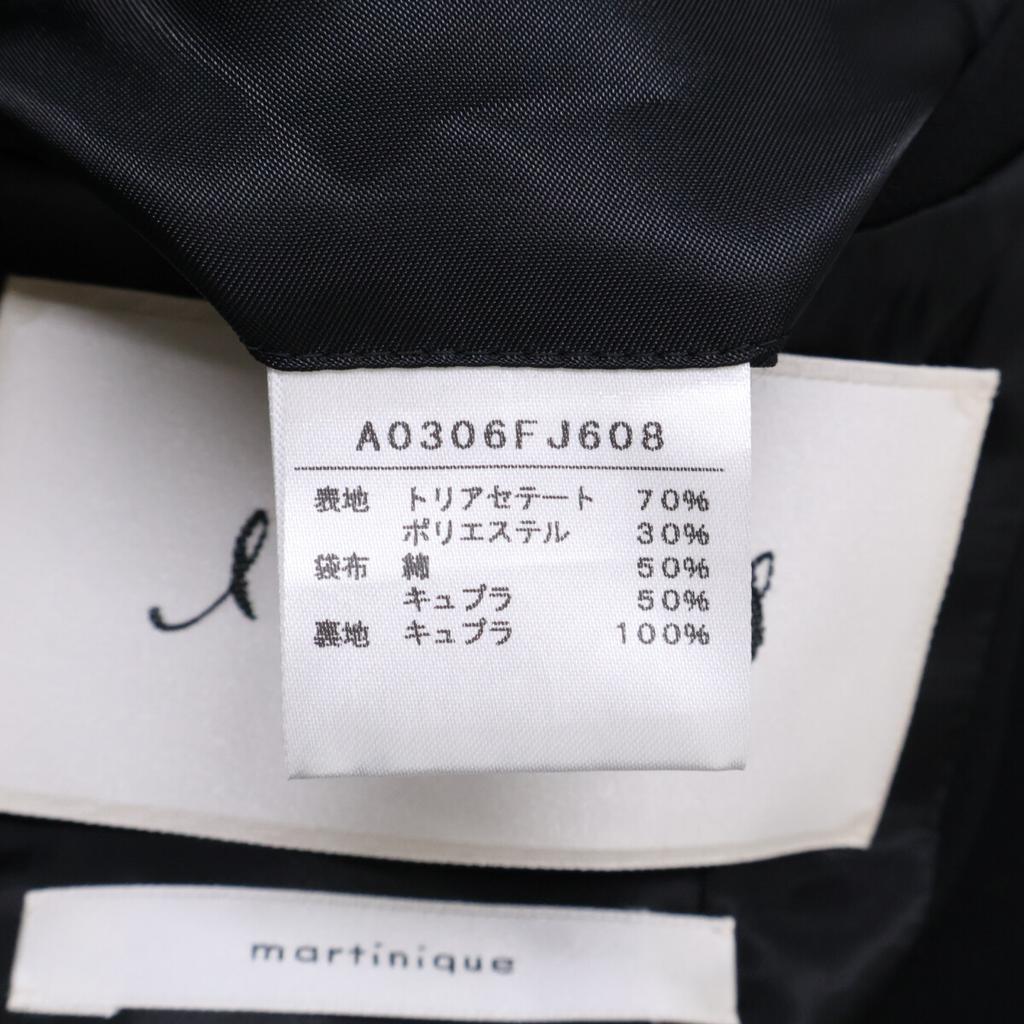 A0306FJ608
表地 トリアセテート 70%
ポリエステル 30%
袋布 綿 50%
キュプラ 50%
裏地 キュプラ 100%
martinique